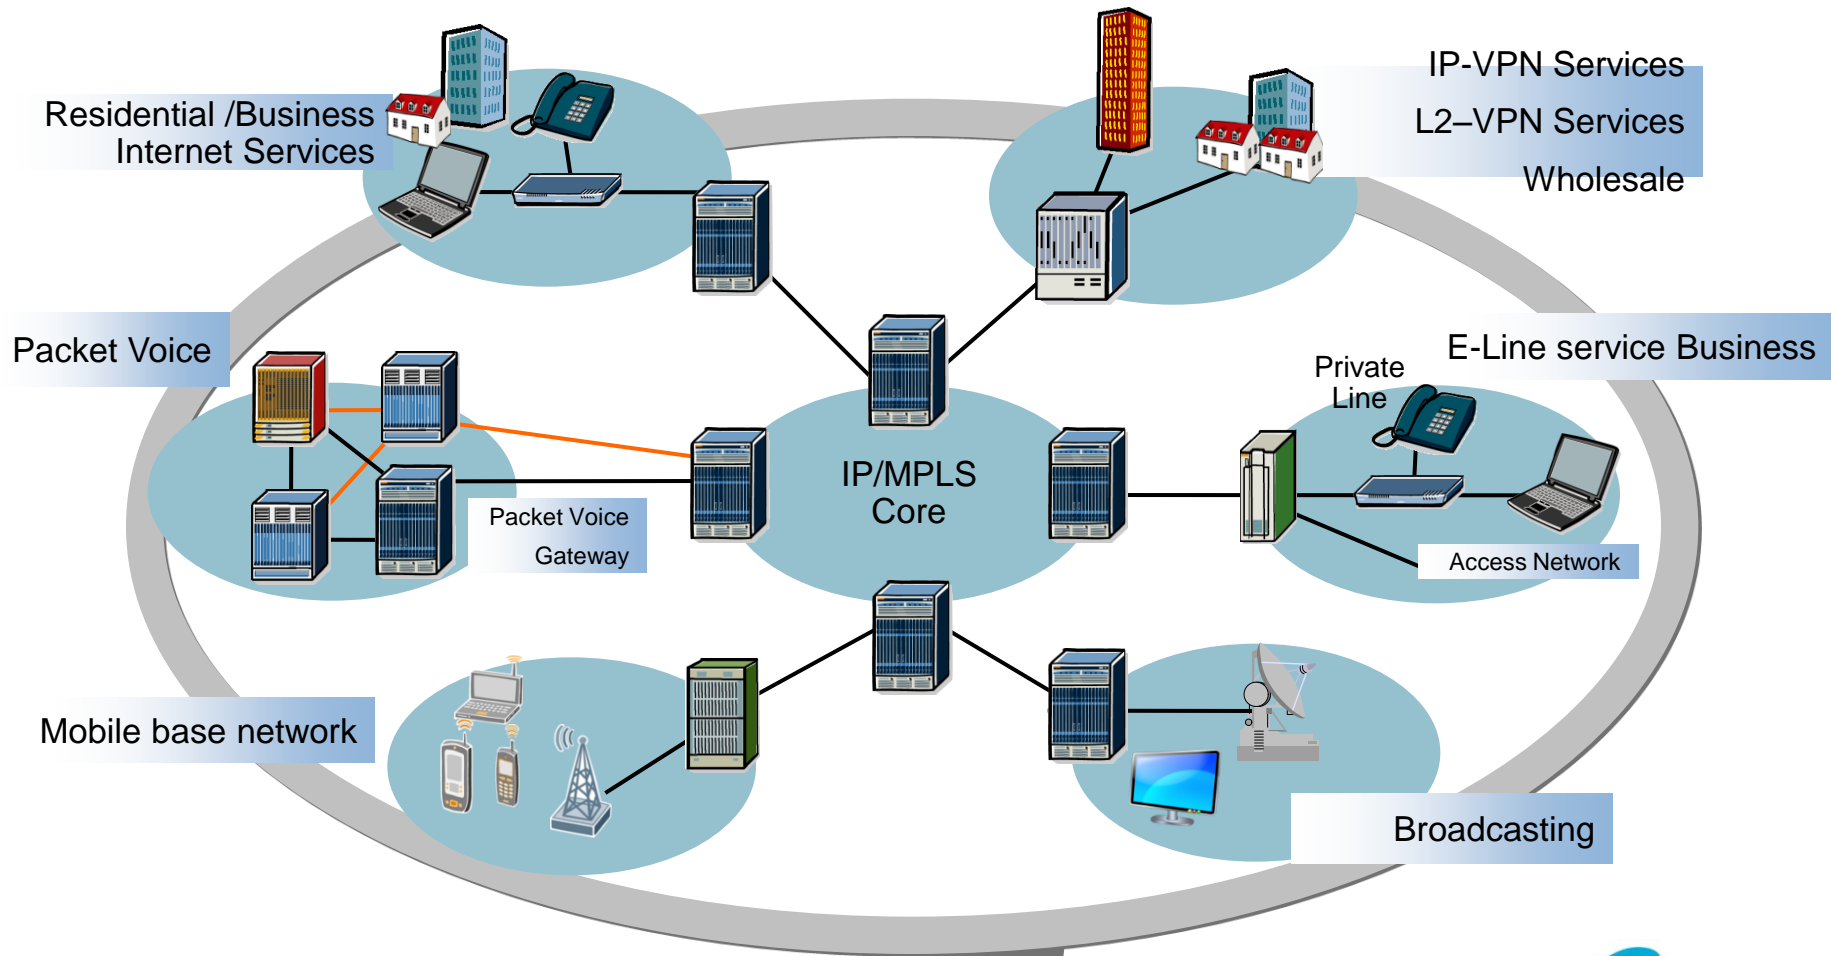 Residential /Business
Internet Services
IP-VPN Services
L2–VPN Services
Wholesale
Packet Voice
E-Line service Business
Private
Line
IP/MPLS
Core
Packet Voice
Gateway
Access Network
Mobile base network
Broadcasting